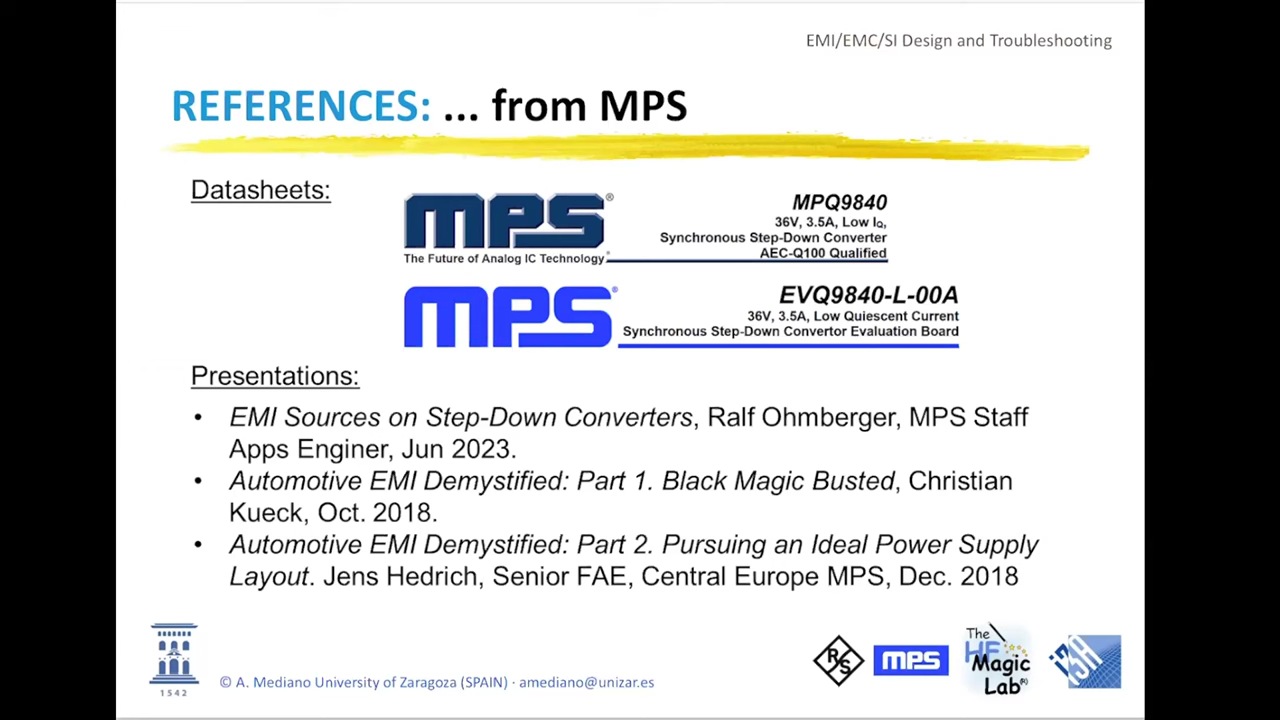 EMI/EMC/SI Design and Troubleshooting
REFERENCES: ... from MPS
Datasheets:
mPS®
The Future of Analog IC Technology®
MPQ9840
36V, 3.5A, Low IQ,
Synchronous Step-Down Converter
AEC-Q100 Qualified
mPS®
EVQ9840-L-00A
36V, 3.5A, Low Quiescent Current
Synchronous Step-Down Convertor Evaluation Board
Presentations:
• EMI Sources on Step-Down Converters, Ralf Ohmberger, MPS Staff
Apps Enginer, Jun 2023.
• Automotive EMI Demystified: Part 1. Black Magic Busted, Christian
Kueck, Oct. 2018.
• Automotive EMI Demystified: Part 2. Pursuing an Ideal Power Supply
Layout. Jens Hedrich, Senior FAE, Central Europe MPS, Dec. 2018
1542
© A. Mediano University of Zaragoza (SPAIN) · amediano@unizar.es
R S
mPS
The
HF
Magic
Lab(R)
i3A